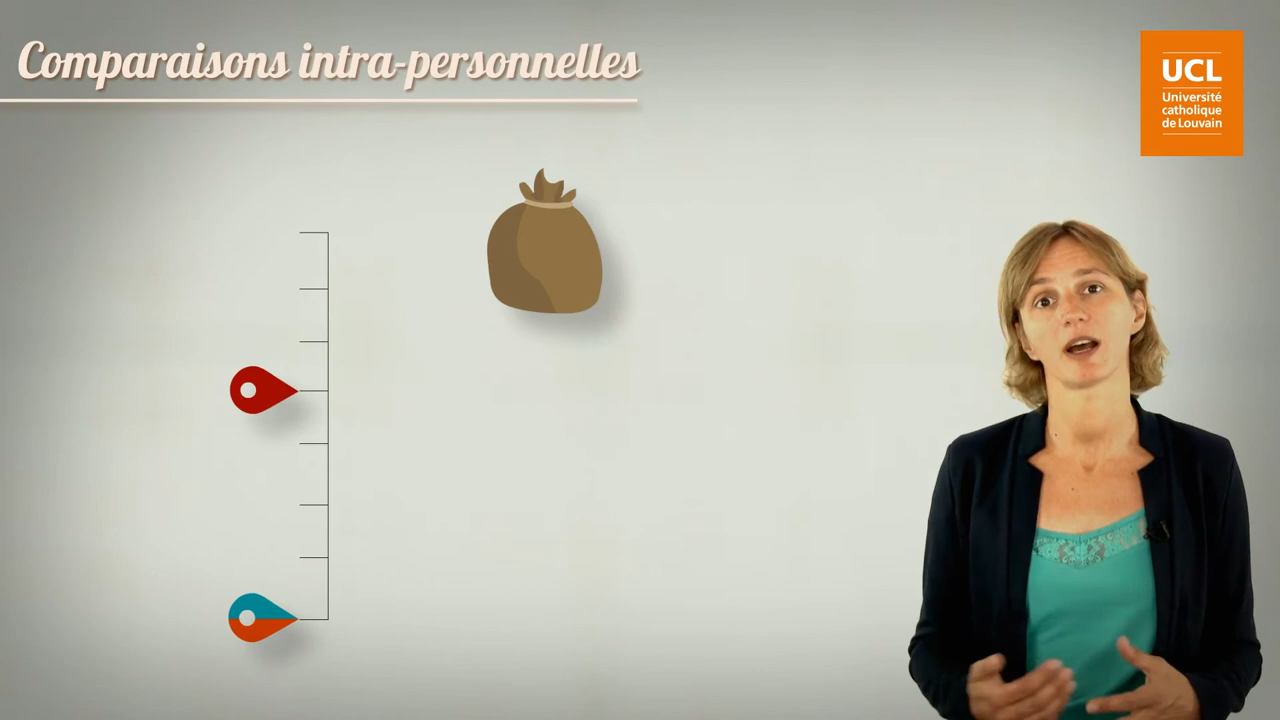 Comparaisons intra-personnelles
UCL
Université
catholique
de Louvain